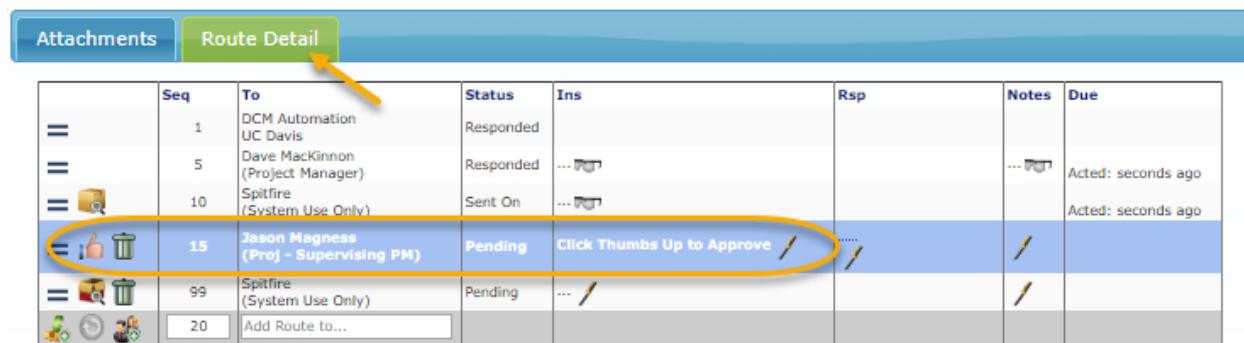 Attachments Route Detail
Seq To Status Ins Rsp Notes Due
1 DCM Automation Responded
UC Davis
5 Dave MacKinnon Responded ... ...
(Project Manager) Acted: seconds ago
10 Spitfire Sent On ...
(System Use Only) Acted: seconds ago
15 Jason Magness Pending Click Thumbs Up to Approve ......
(Proj - Supervising PM)
99 Spitfire Pending ...
(System Use Only)
20 Add Route to...